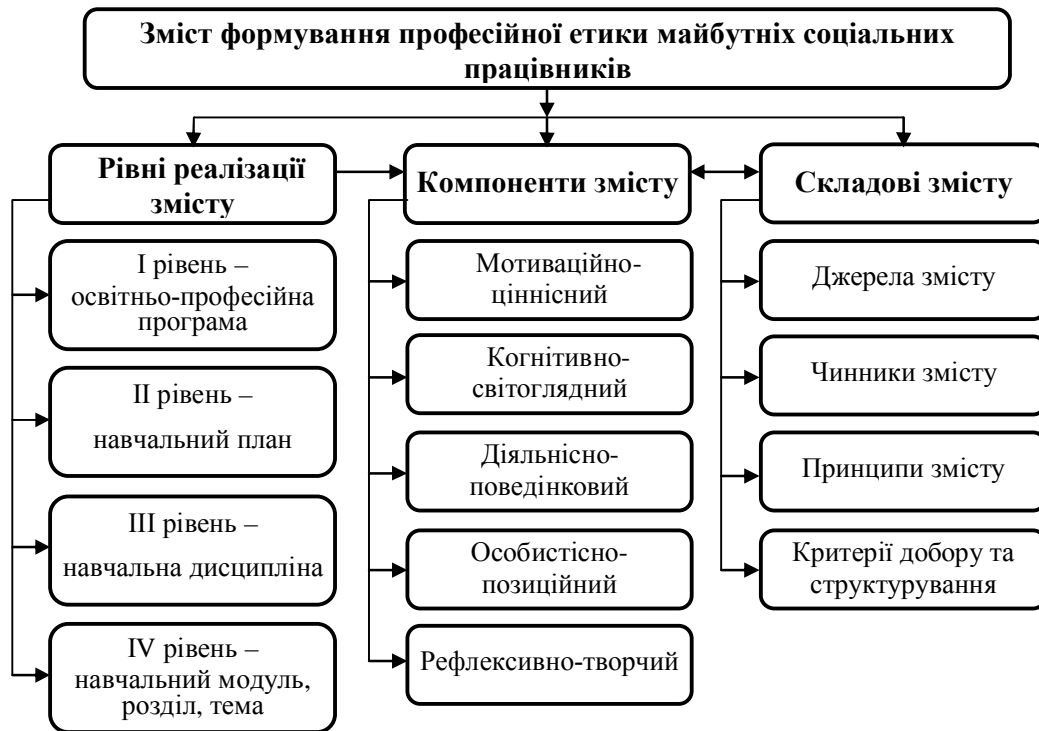 Зміст формування професійної етики майбутніх соціальних
працівників
Рівні реалізації
змісту
І рівень –
освітньо-професійна
програма
ІІ рівень –
навчальний план
ІІІ рівень –
навчальна дисципліна
IV рівень –
навчальний модуль,
розділ, тема
Компоненти змісту
Мотиваційно-
ціннісний
Когнітивно-
світоглядний
Діяльнісно-
поведінковий
Особистісно-
позиційний
Рефлексивно-творчий
Складові змісту
Джерела змісту
Чинники змісту
Принципи змісту
Критерії добору та
структурування